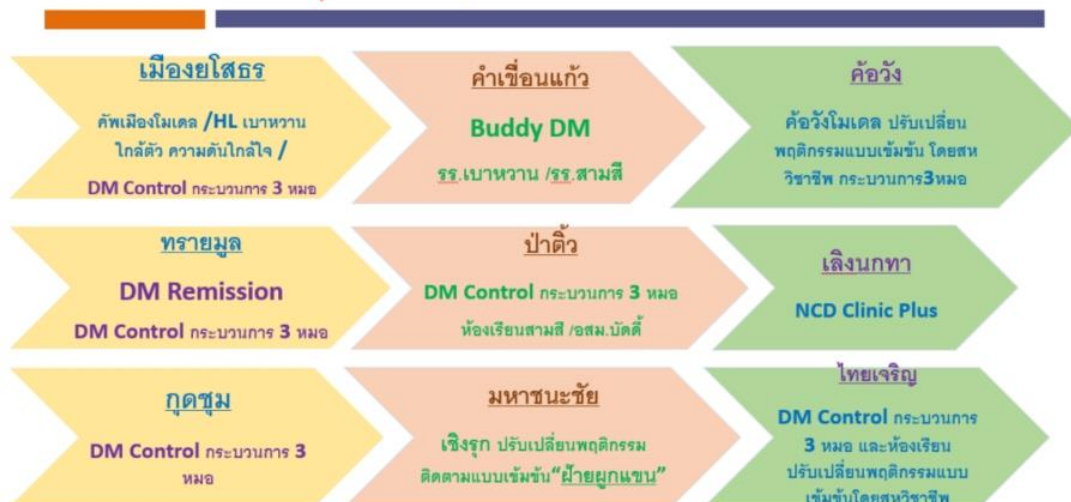 เมืองยโสธร
คัพเมืองโมเดล /HL เบาหวาน
ใกล้ตัว ความดันใกล้ใจ /
DM Control กระบวนการ 3 หมอ
คำเขื่อนแก้ว
Buddy DM
รร.เบาหวาน /รร.สามสี
ค้อวัง
ค้อวังโมเดล ปรับเปลี่ยน
พฤติกรรมแบบเข้มข้น โดยสห
วิชาชีพ กระบวนการ3หมอ
ทรายมูล
DM Remission
DM Control กระบวนการ 3 หมอ
ป่าติ้ว
DM Control กระบวนการ 3 หมอ
ห้องเรียนสามสี /อสม.บัดดี้
เลิงนกทา
NCD Clinic Plus
กุดชุม
DM Control กระบวนการ 3
หมอ
มหาชนะชัย
เชิงรุก ปรับเปลี่ยนพฤติกรรม
ติดตามแบบเข้มข้น“ฝ้ายผูกแขน”
ไทยเจริญ
DM Control กระบวนการ
3 หมอ และห้องเรียน
ปรับเปลี่ยนพฤติกรรมแบบ
เข้มข้นโดยสหวิชาชีพ